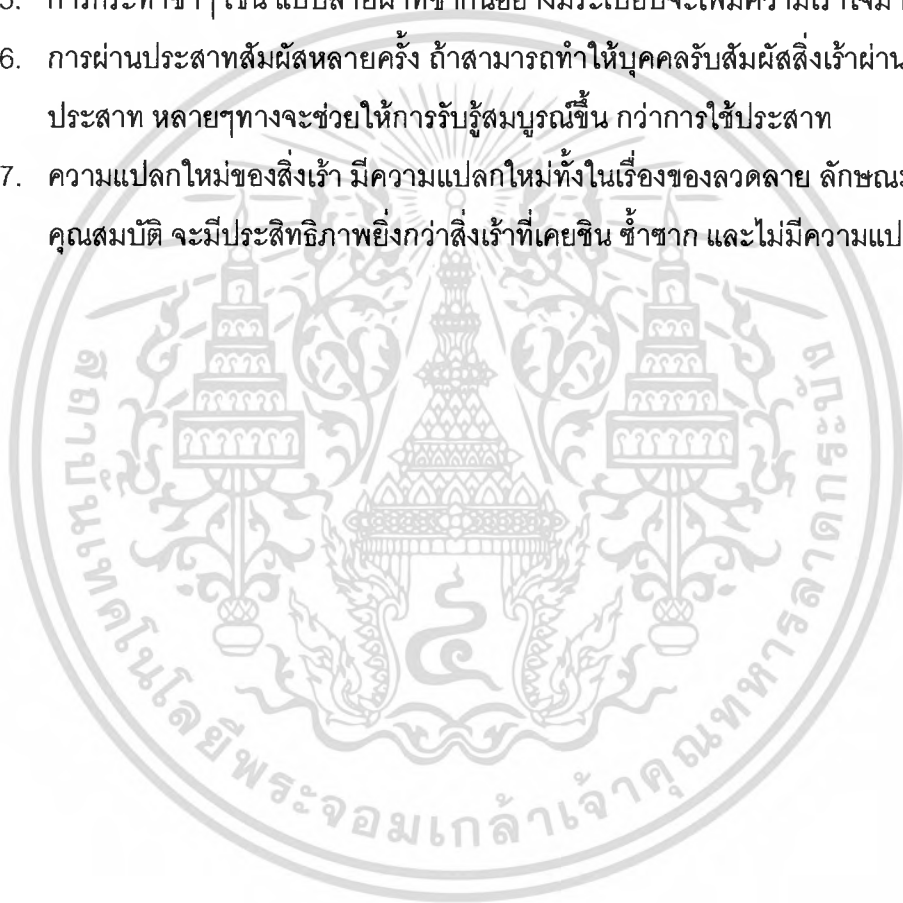 6. การผ่านประสาทสัมผัสหลายครั้ง ถ้าสามารถทำให้บุคคลรับสัมผัสสิ่งเร้าผ่าน
ประสาท หลายๆทางจะช่วยให้การรับรู้สมบูรณ์ขึ้น กว่าการใช้ประสาท
7. ความแปลกใหม่ของสิ่งเร้า มีความแปลกใหม่ทั้งในเรื่องของลวดลาย ลักษณะ
คุณสมบัติ จะมีประสิทธิภาพยิ่งกว่าสิ่งเร้าที่เคยชิน ซ้ำซาก และไม่มีความแป
สถาบันเทคโนโลยีพระจอมเกล้าเจ้าคุณทหารลาดกระบัง